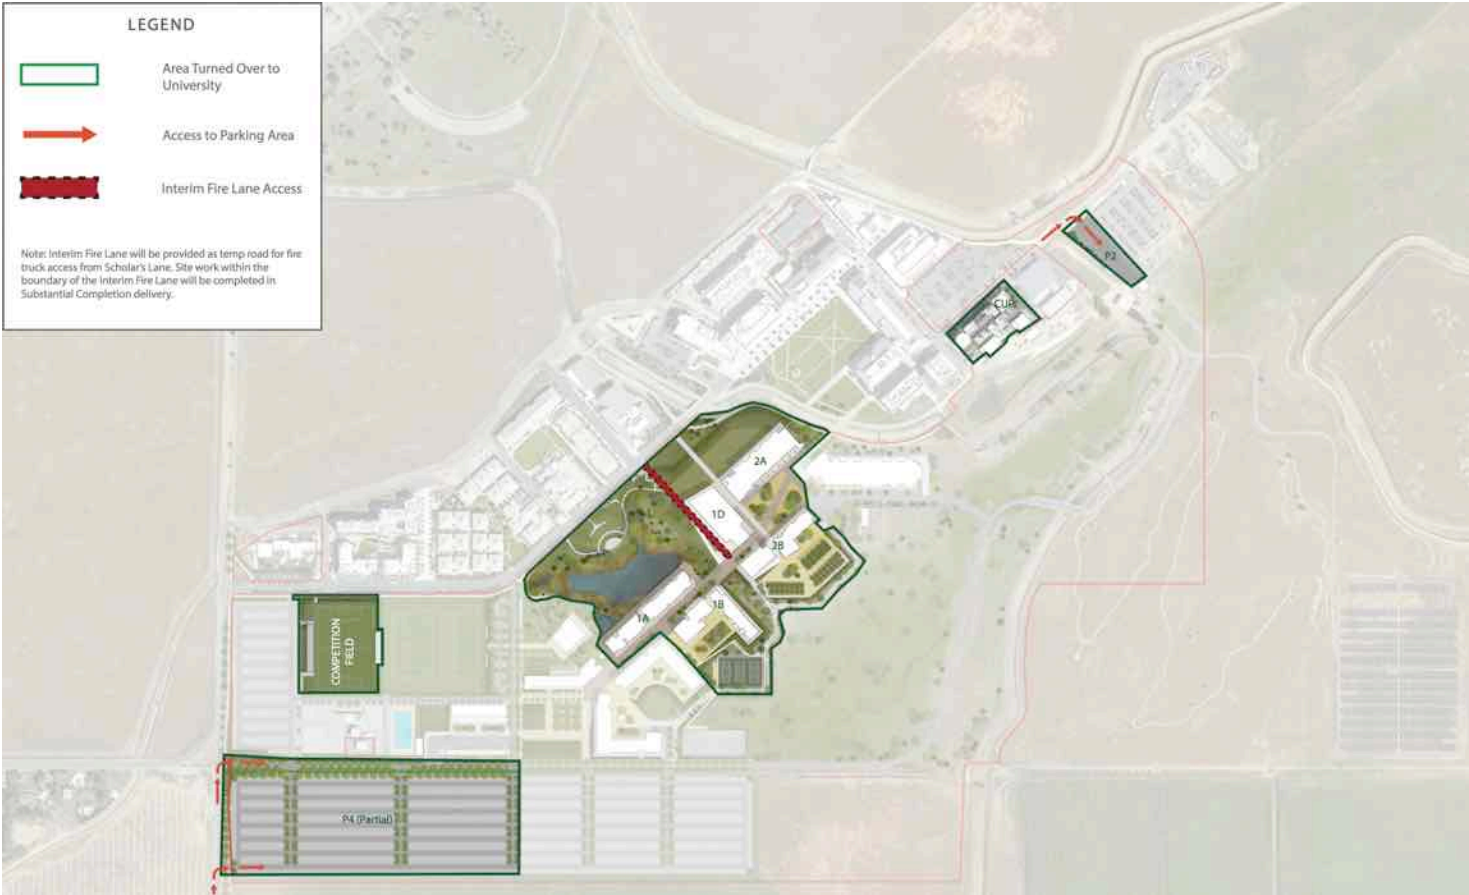 LEGEND
Area Turned Over to
University
Access to Parking Area
Interim Fire Lane Access
Note: Interim Fire Lane will be provided as temp road for fire
truck access from Scholar's Lane. Site work within the
boundary of the Interim Fire Lane will be completed in
Substantial Completion delivery.
P2
CUP
2A
1D
2B
1B
1A
COMPETITION
FIELD
P4 (Partial)